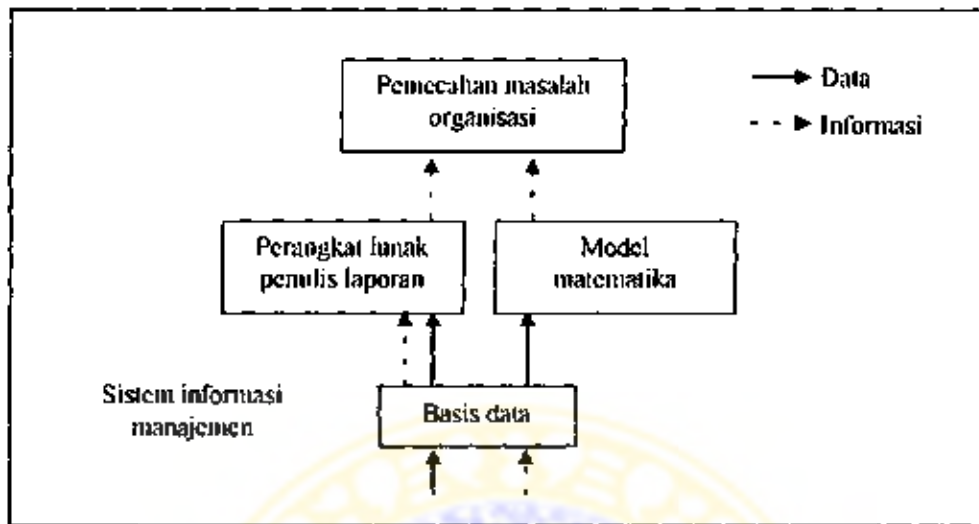 Pemecahan masalah
organisasi
Data
Informasi
Perangkat lunak
penulis laporan
Model
matematika
Sistem informasi
manajemen
Basis data